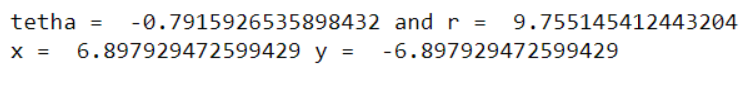 tetha =  -0.7915926535898432 and r =  9.755145412443204
x =  6.897929472599429 y =  -6.897929472599429